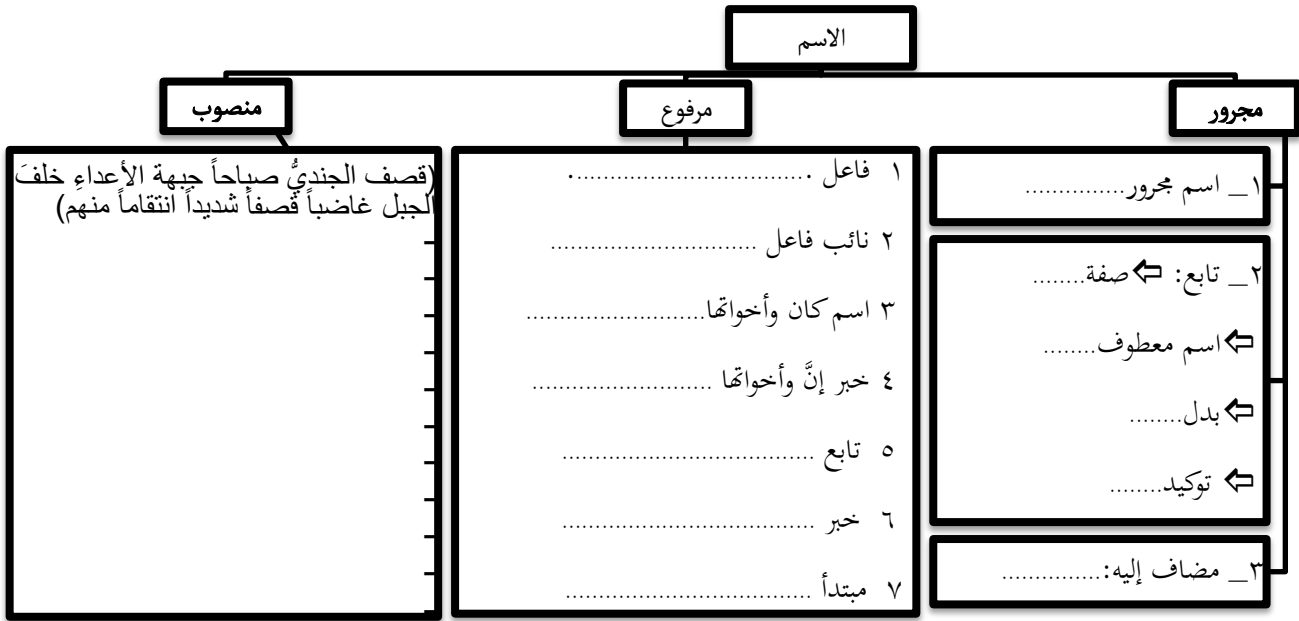 الاسم
مجرور
مرفوع
منصوب
١_ اسم مجرور...............
٢_ تابع: ⇦ صفة........
⇦ اسم معطوف........
⇦ بدل........
⇦ توكيد........
٣_ مضاف إليه:...............
١ فاعل ..................................
٢ نائب فاعل ...............................
٣ اسم كان وأخواتها...........................
٤ خبر إنَّ وأخواتها ...........................
٥ تابع ......................................
٦ خبر ......................................
٧ مبتدأ .....................................
(قصف الجنديُّ صباحاً جبهة الأعداءِ خلفَ
الجبل غاضباً قصفاً شديداً انتقاماً منهم)
_
_
_
_
_
_
_
_
_
_
_